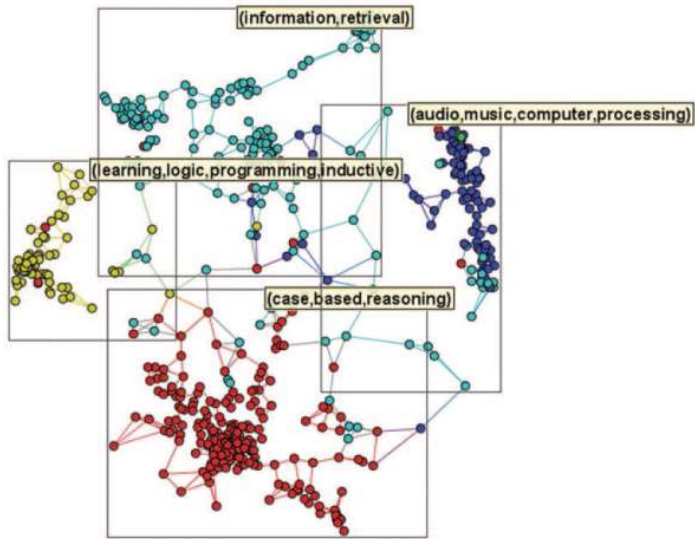 (information,retrieval)
(audio,music,computer,processing)
(learning,logic,programming,inductive)
(case,based,reasoning)